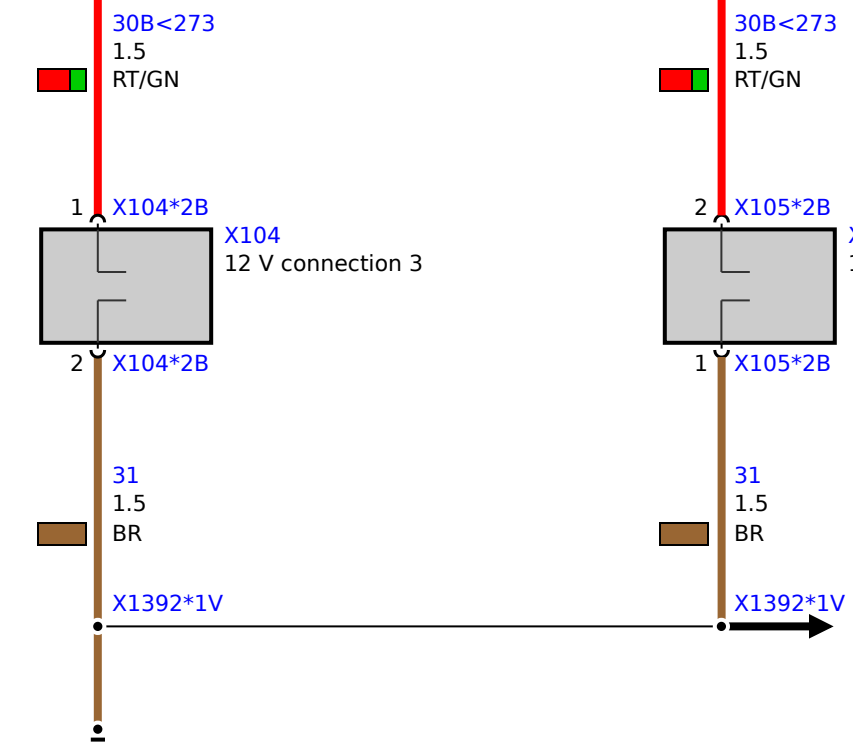 30B<273
1.5
RT/GN
1 X104*2B
X104
12 V connection 3
2 X104*2B
31
1.5
BR
X1392*1V
30B<273
1.5
RT/GN
2 X105*2B
1 X105*2B
31
1.5
BR
X1392*1V